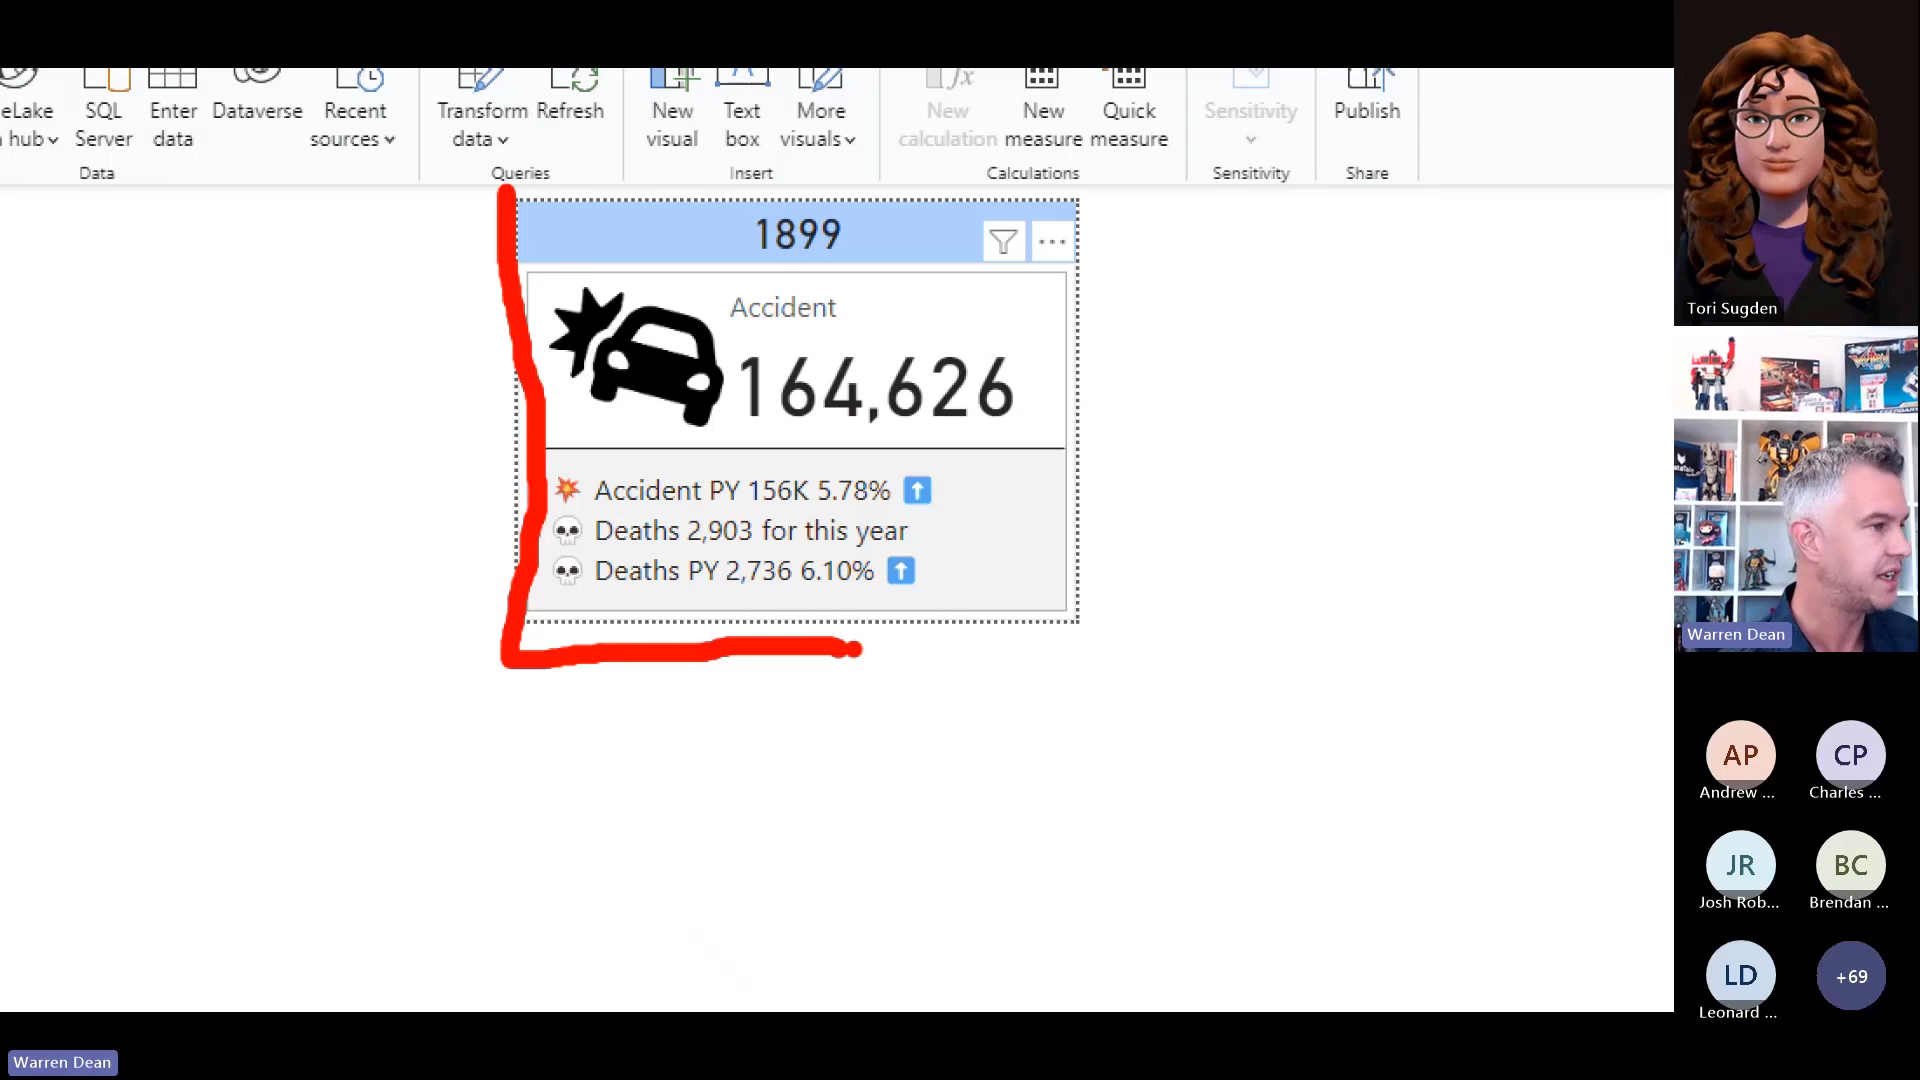 eLake
hub
SQL
Server
Enter
data
Dataverse
Recent
sources
Data
Transform
data
Refresh
Queries
New
visual
Text
box
More
visuals
Insert
New
calculation
New
measure
Quick
measure
Calculations
Sensitivity
Sensitivity
Publish
Share
1899
Accident
164,626
Accident PY 156K 5.78%
Deaths 2,903 for this year
Deaths PY 2,736 6.10%
Tori Sugden
Warren Dean
AP
Andrew ...
CP
Charles ...
JR
Josh Rob...
BC
Brendan ...
LD
Leonard ...
+69
Warren Dean